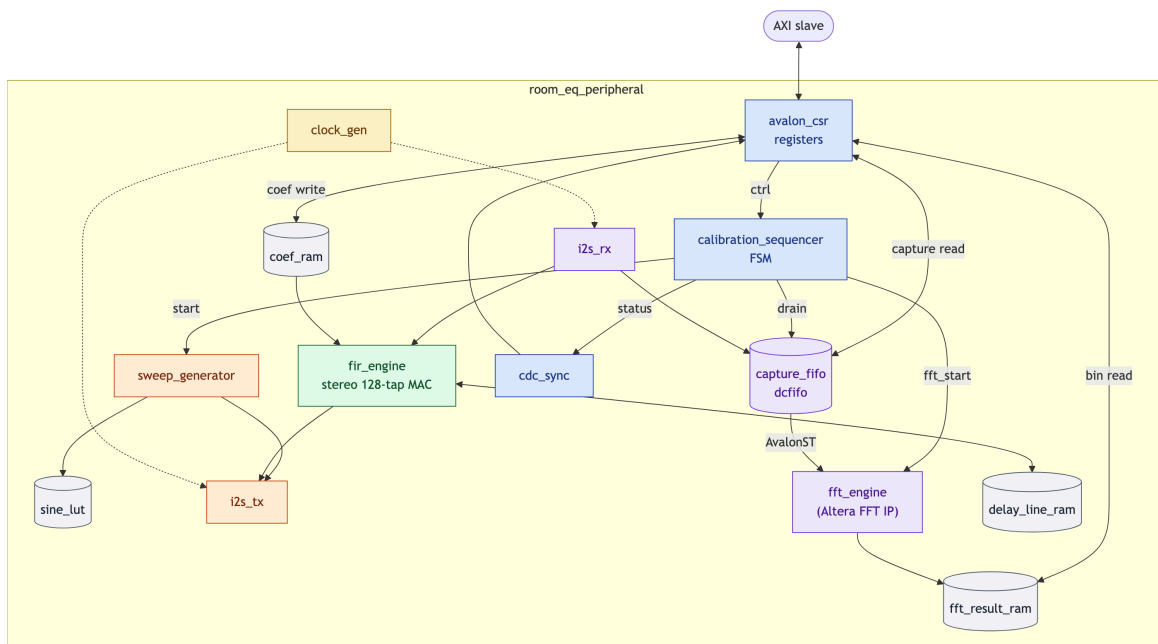 AXI slave
room_eq_peripheral
clock_gen
avalon_csr
registers
coef write
ctrl
coef_ram
i2s_rx
calibration_sequencer
FSM
capture read
start
status
drain
sweep_generator
fir_engine
stereo 128-tap MAC
cdc_sync
capture_fifo
dcfifo
fft_start
bin read
AvalonST
sine_lut
i2s_tx
fft_engine
(Altera FFT IP)
delay_line_ram
fft_result_ram